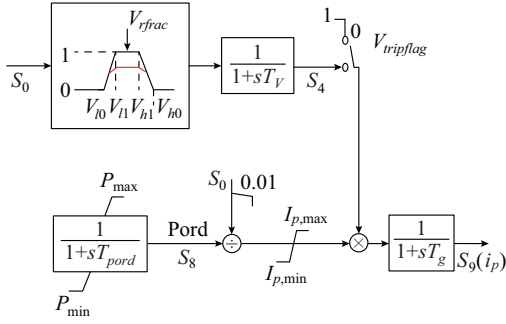 V_rfrac
1
0
S_0
V_l0 V_l1 V_h1 V_h0
1
1+sT_V
S_4
1
0
V_tripflag
P_max
1
1+sT_pord
P_min
Pord
S_8
S_0
0.01
÷
I_p,max
I_p,min
×
1
1+sT_g
S_9(i_p)